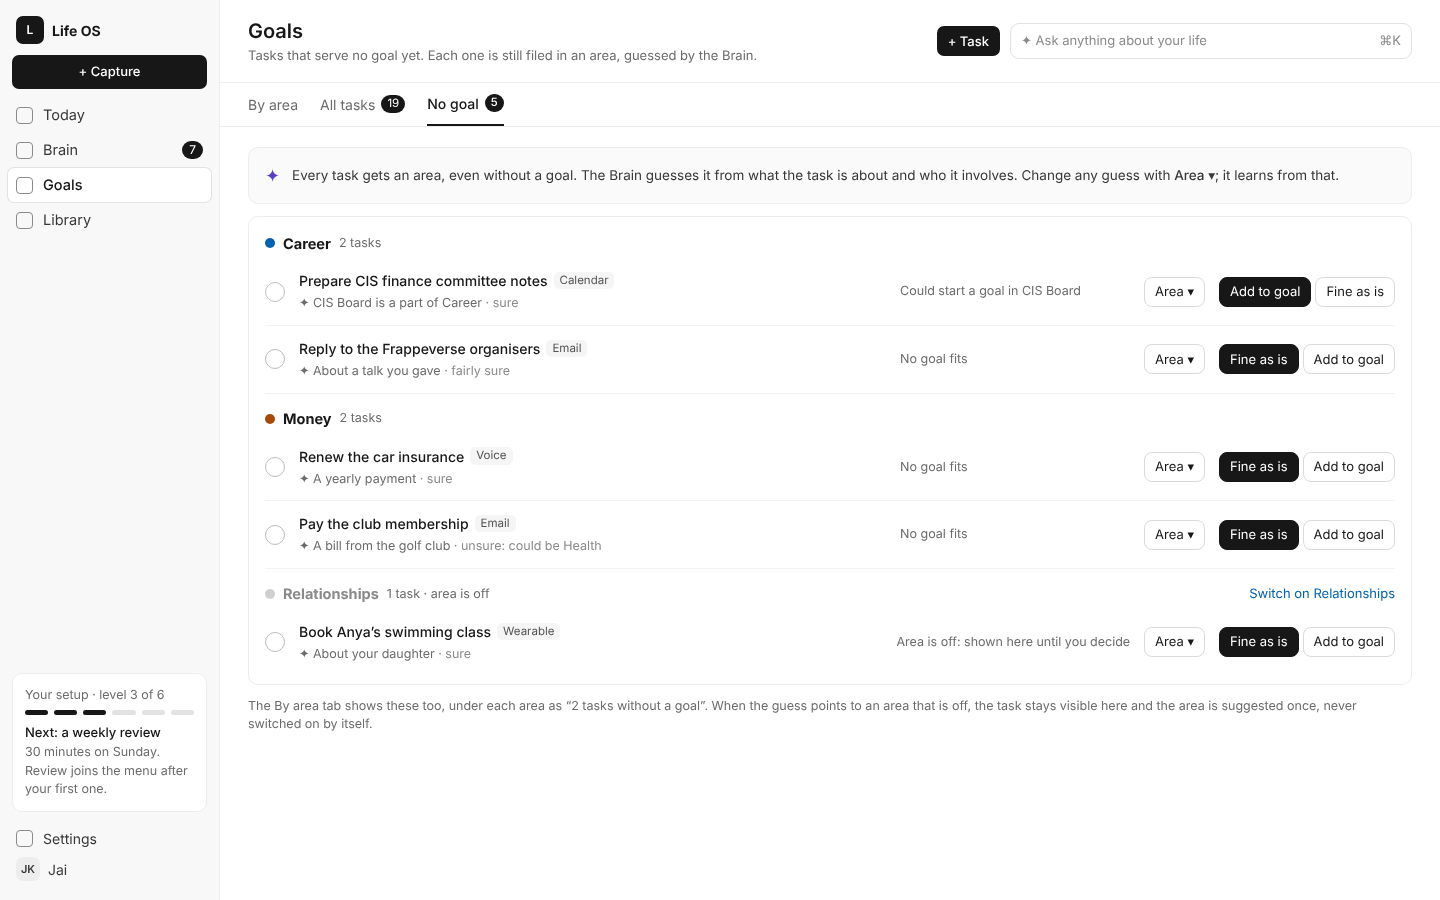 L Life OS
+ Capture
Today
Brain 7
Goals
Library
Your setup · level 3 of 6
Next: a weekly review
30 minutes on Sunday.
Review joins the menu after
your first one.
Settings
JK Jai
Goals
Tasks that serve no goal yet. Each one is still filed in an area, guessed by the Brain.
+ Task
✦ Ask anything about your life ⌘K
By area All tasks 19 No goal 5
✦ Every task gets an area, even without a goal. The Brain guesses it from what the task is about and who it involves. Change any guess with Area ▾; it learns from that.
Career 2 tasks
Prepare CIS finance committee notes Calendar
✦ CIS Board is a part of Career · sure
Could start a goal in CIS Board Area ▾ Add to goal Fine as is
Reply to the Frappeverse organisers Email
✦ About a talk you gave · fairly sure
No goal fits Area ▾ Fine as is Add to goal
Money 2 tasks
Renew the car insurance Voice
✦ A yearly payment · sure
No goal fits Area ▾ Fine as is Add to goal
Pay the club membership Email
✦ A bill from the golf club · unsure: could be Health
No goal fits Area ▾ Fine as is Add to goal
Relationships 1 task · area is off Switch on Relationships
Book Anya’s swimming class Wearable
✦ About your daughter · sure
Area is off: shown here until you decide Area ▾ Fine as is Add to goal
The By area tab shows these too, under each area as “2 tasks without a goal”. When the guess points to an area that is off, the task stays visible here and the area is suggested once, never
switched on by itself.